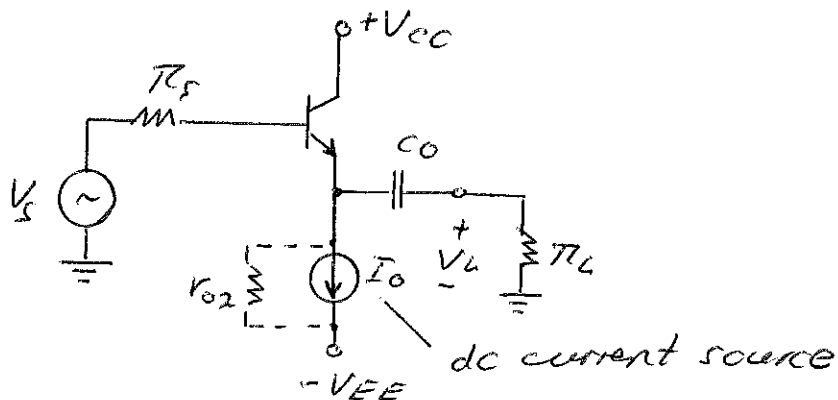 +Vcc
Rs
Co
Vs
+
VL
-
RL
ro2
Io
-VEE
dc current source